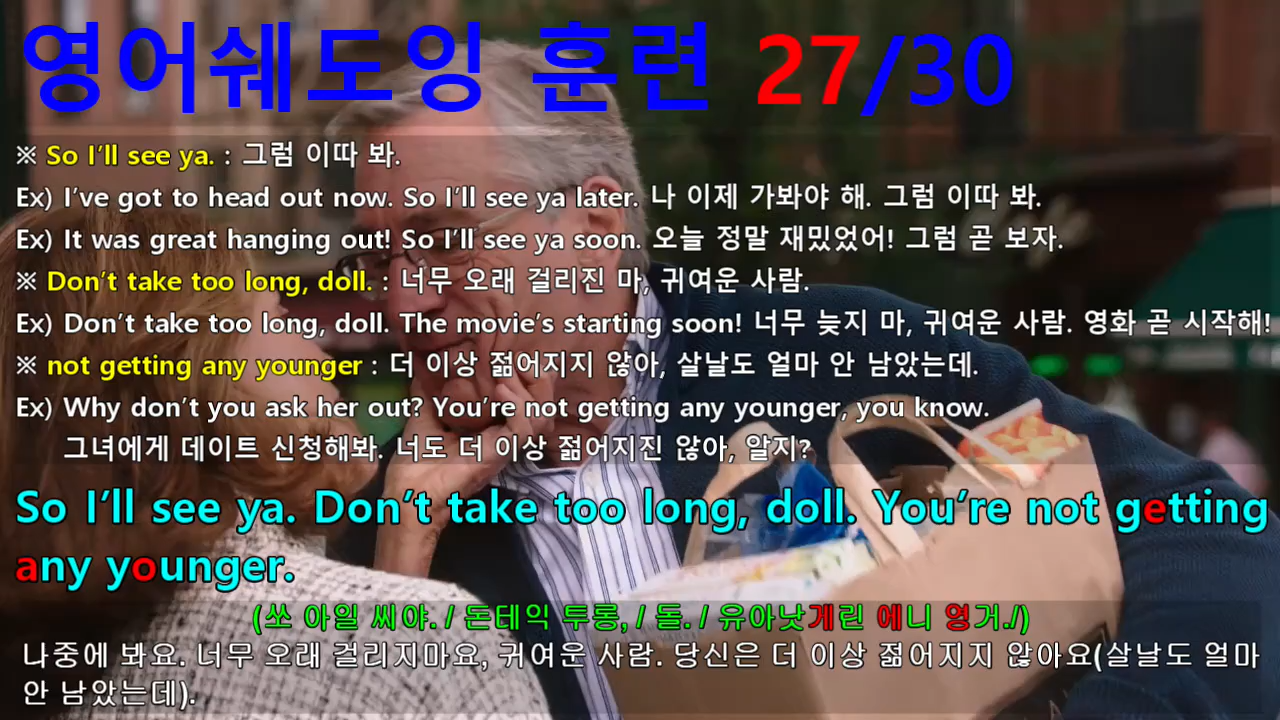 영어쉐도잉 훈련 27/30
※ So I'll see ya. : 그럼 이따 봐.
Ex) I've got to head out now. So I'll see ya later. 나 이제 가봐야 해. 그럼 이따 봐.
Ex) It was great hanging out! So I'll see ya soon. 오늘 정말 재밌었어! 그럼 곧 보자.
※ Don't take too long, doll. : 너무 오래 걸리진 마, 귀여운 사람.
Ex) Don't take too long, doll. The movie's starting soon! 너무 늦지 마, 귀여운 사람. 영화 곧 시작해!
※ not getting any younger : 더 이상 젊어지지 않아, 살날도 얼마 안 남았는데.
Ex) Why don't you ask her out? You're not getting any younger, you know.
그녀에게 데이트 신청해봐. 너도 더 이상 젊어지진 않아, 알지?
So I'll see ya. Don't take too long, doll. You're not getting
any younger.
(쏘 아일 씨야. / 돈테익 투롱, / 돌. / 유아낫게린 에니 영거./)
나중에 봐요. 너무 오래 걸리지마요, 귀여운 사람. 당신은 더 이상 젊어지지 않아요(살날도 얼마
안 남았는데).